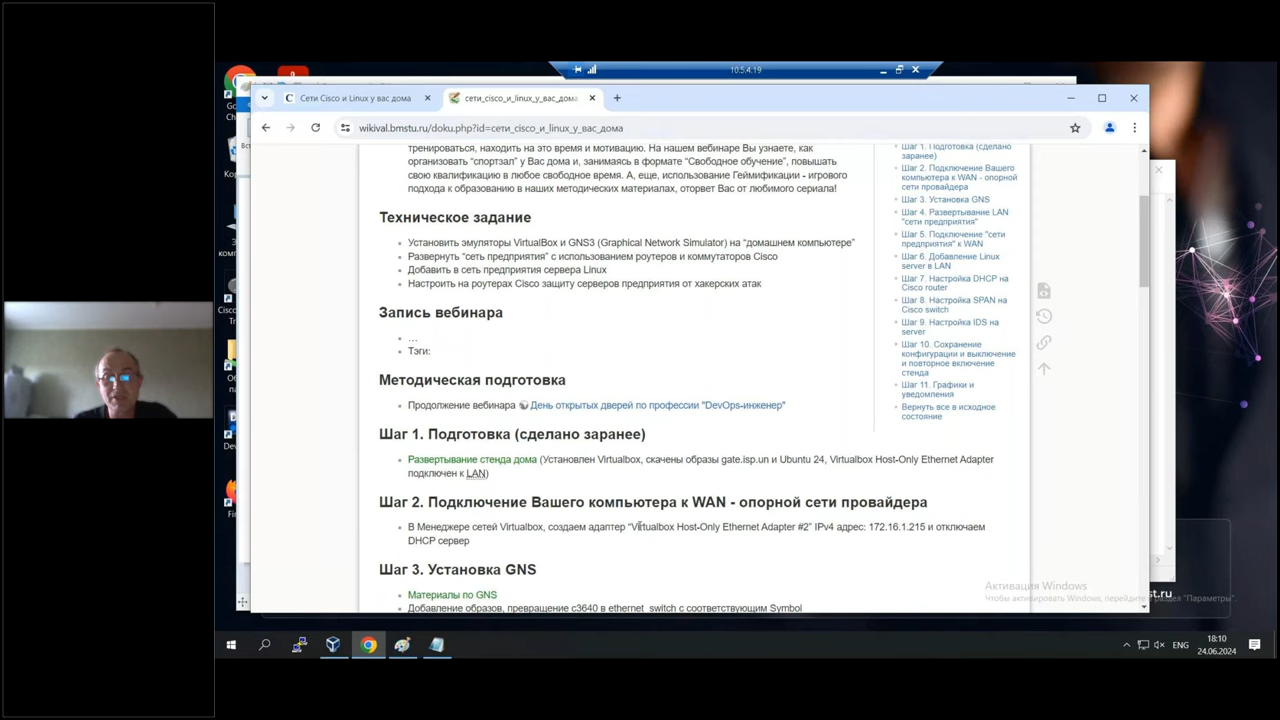 10.5.4.19
Сети Cisco и Linux у вас дома
сети_cisco_и_linux_у_вас_дома
wikival.bmstu.ru/doku.php?id=сети_cisco_и_linux_у_вас_дома
тренироваться, находить на это время и мотивацию. На нашем вебинаре Вы узнаете, как
организовать “спортзал” у Вас дома и, занимаясь в формате “Свободное обучение”, повышать
свою квалификацию в любое свободное время. А, еще, использование Геймификации - игрового
подхода к образованию в наших методических материалах, оторвет Вас от любимого сериала!
Техническое задание
Установить эмуляторы VirtualBox и GNS3 (Graphical Network Simulator) на “домашнем компьютере”
Развернуть “сеть предприятия” с использованием роутеров и коммутаторов Cisco
Добавить в сеть предприятия сервера Linux
Настроить на роутерах Cisco защиту серверов предприятия от хакерских атак
Запись вебинара
...
Тэги:
Методическая подготовка
Продолжение вебинара День открытых дверей по профессии "DevOps-инженер"
Шаг 1. Подготовка (сделано заранее)
Развертывание стенда дома (Установлен Virtualbox, скачены образы gate.isp.un и Ubuntu 24, Virtualbox Host-Only Ethernet Adapter
подключен к LAN)
Шаг 2. Подключение Вашего компьютера к WAN - опорной сети провайдера
В Менеджере сетей Virtualbox, создаем адаптер “Virtualbox Host-Only Ethernet Adapter #2” IPv4 адрес: 172.16.1.215 и отключаем
DHCP сервер
Шаг 3. Установка GNS
Материалы по GNS
Добавление образов, превращение c3640 в ethernet_switch с соответствующим Symbol
Шаг 1. Подготовка (сделано
заранее)
Шаг 2. Подключение Вашего
компьютера к WAN - опорной
сети провайдера
Шаг 3. Установка GNS
Шаг 4. Развертывание LAN
"сети предприятия"
Шаг 5. Подключение "сети
предприятия" к WAN
Шаг 6. Добавление Linux
server в LAN
Шаг 7. Настройка DHCP на
Cisco router
Шаг 8. Настройка SPAN на
Cisco switch
Шаг 9. Настройка IDS на
server
Шаг 10. Сохранение
конфигурации и выключение
и повторное включение
стенда
Шаг 11. Графики и
уведомления
Вернуть все в исходное
состояние
Активация Windows
Чтобы активировать Windows, перейдите в раздел "Параметры".
st.ru
ENG
18:10
24.06.2024